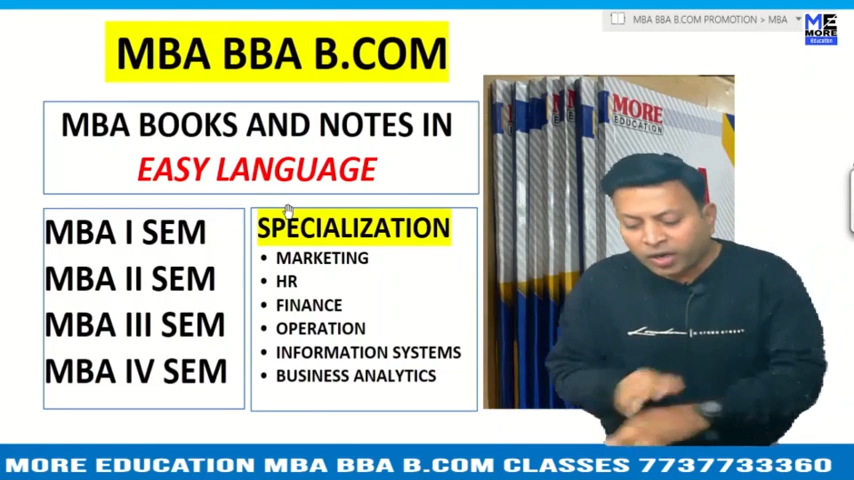 MBA BBA B.COM PROMOTION > MBA
ME
MORE
Education
MBA BBA B.COM
MBA BOOKS AND NOTES IN
EASY LANGUAGE
MBA I SEM
MBA II SEM
MBA III SEM
MBA IV SEM
SPECIALIZATION
• MARKETING
• HR
• FINANCE
• OPERATION
• INFORMATION SYSTEMS
• BUSINESS ANALYTICS
MORE
EDUCATION
MORE EDUCATION MBA BBA B.COM CLASSES 7737733360